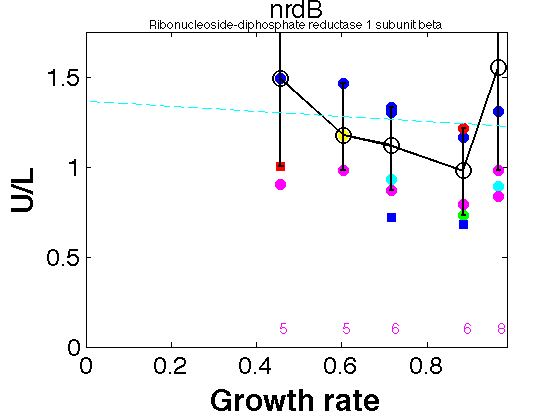 nrdB
Ribonucleoside-diphosphate reductase 1 subunit beta
1.5
1
0.5
0
U/L
5 5 6 6 8
0 0.2 0.4 0.6 0.8
Growth rate